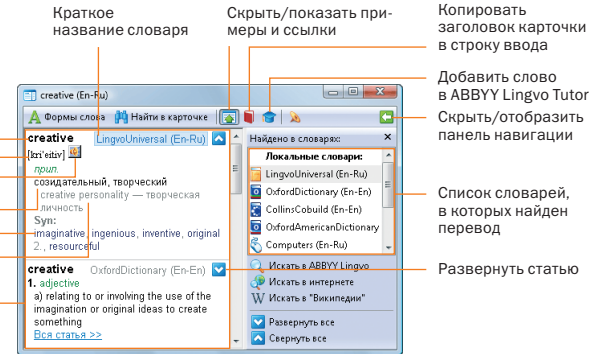 Краткое
название словаря
Скрыть/показать при-
меры и ссылки
Копировать
заголовок карточки
в строку ввода
Добавить слово
в ABBYY Lingvo Tutor
Скрыть/отобразить
панель навигации
Список словарей,
в которых найден
перевод
Развернуть статью
creative (En-Ru)
Формы слова Найти в карточке
creative LingvoUniversal (En-Ru)
[kri'eitiv]
прил.
созидательный, творческий
creative personality — творческая
личность
Syn:
imaginative, ingenious, inventive, original
2. , resourceful
creative OxfordDictionary (En-En)
1. adjective
a) relating to or involving the use of the
imagination or original ideas to create
something
Вся статья >>
Найдено в словарях:
Локальные словари:
LingvoUniversal (En-Ru)
OxfordDictionary (En-En)
CollinsCobuild (En-En)
OxfordAmericanDictionary
Computers (En-Ru)
Искать в ABBYY Lingvo
Искать в интернете
W Искать в "Википедии"
Развернуть все
Свернуть все